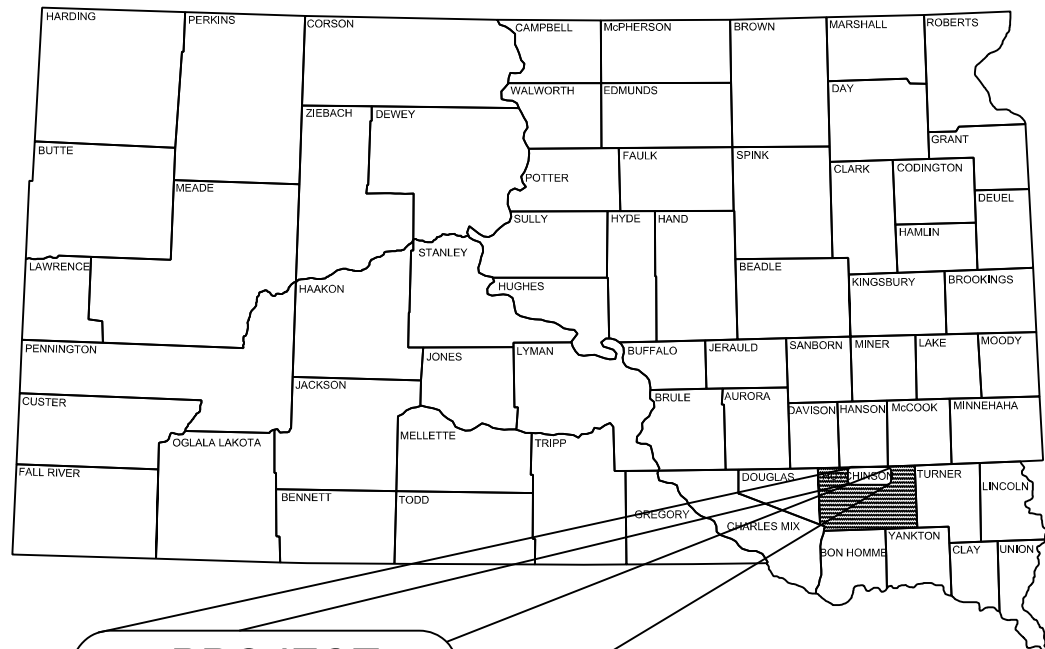 HARDING
PERKINS
CORSON
CAMPBELL
McPHERSON
BROWN
MARSHALL
ROBERTS
WALWORTH
EDMUNDS
DAY
ZIEBACH
DEWEY
GRANT
BUTTE
FAULK
SPINK
POTTER
CLARK
CODINGTON
MEADE
DEUEL
SULLY
HYDE
HAND
HAMLIN
STANLEY
LAWRENCE
BEADLE
HAAKON
HUGHES
KINGSBURY
BROOKINGS
PENNINGTON
JONES
LYMAN
BUFFALO
JERAULD
SANBORN
MINER
LAKE
MOODY
JACKSON
CUSTER
BRULE
AURORA
DAVISON
HANSON
McCOOK
MINNEHAHA
OGLALA LAKOTA
MELLETTE
TRIPP
FALL RIVER
DOUGLAS
HUTCHINSON
TURNER
LINCOLN
BENNETT
TODD
GREGORY
CHARLES MIX
YANKTON
BON HOMME
CLAY
UNION
PROJECT